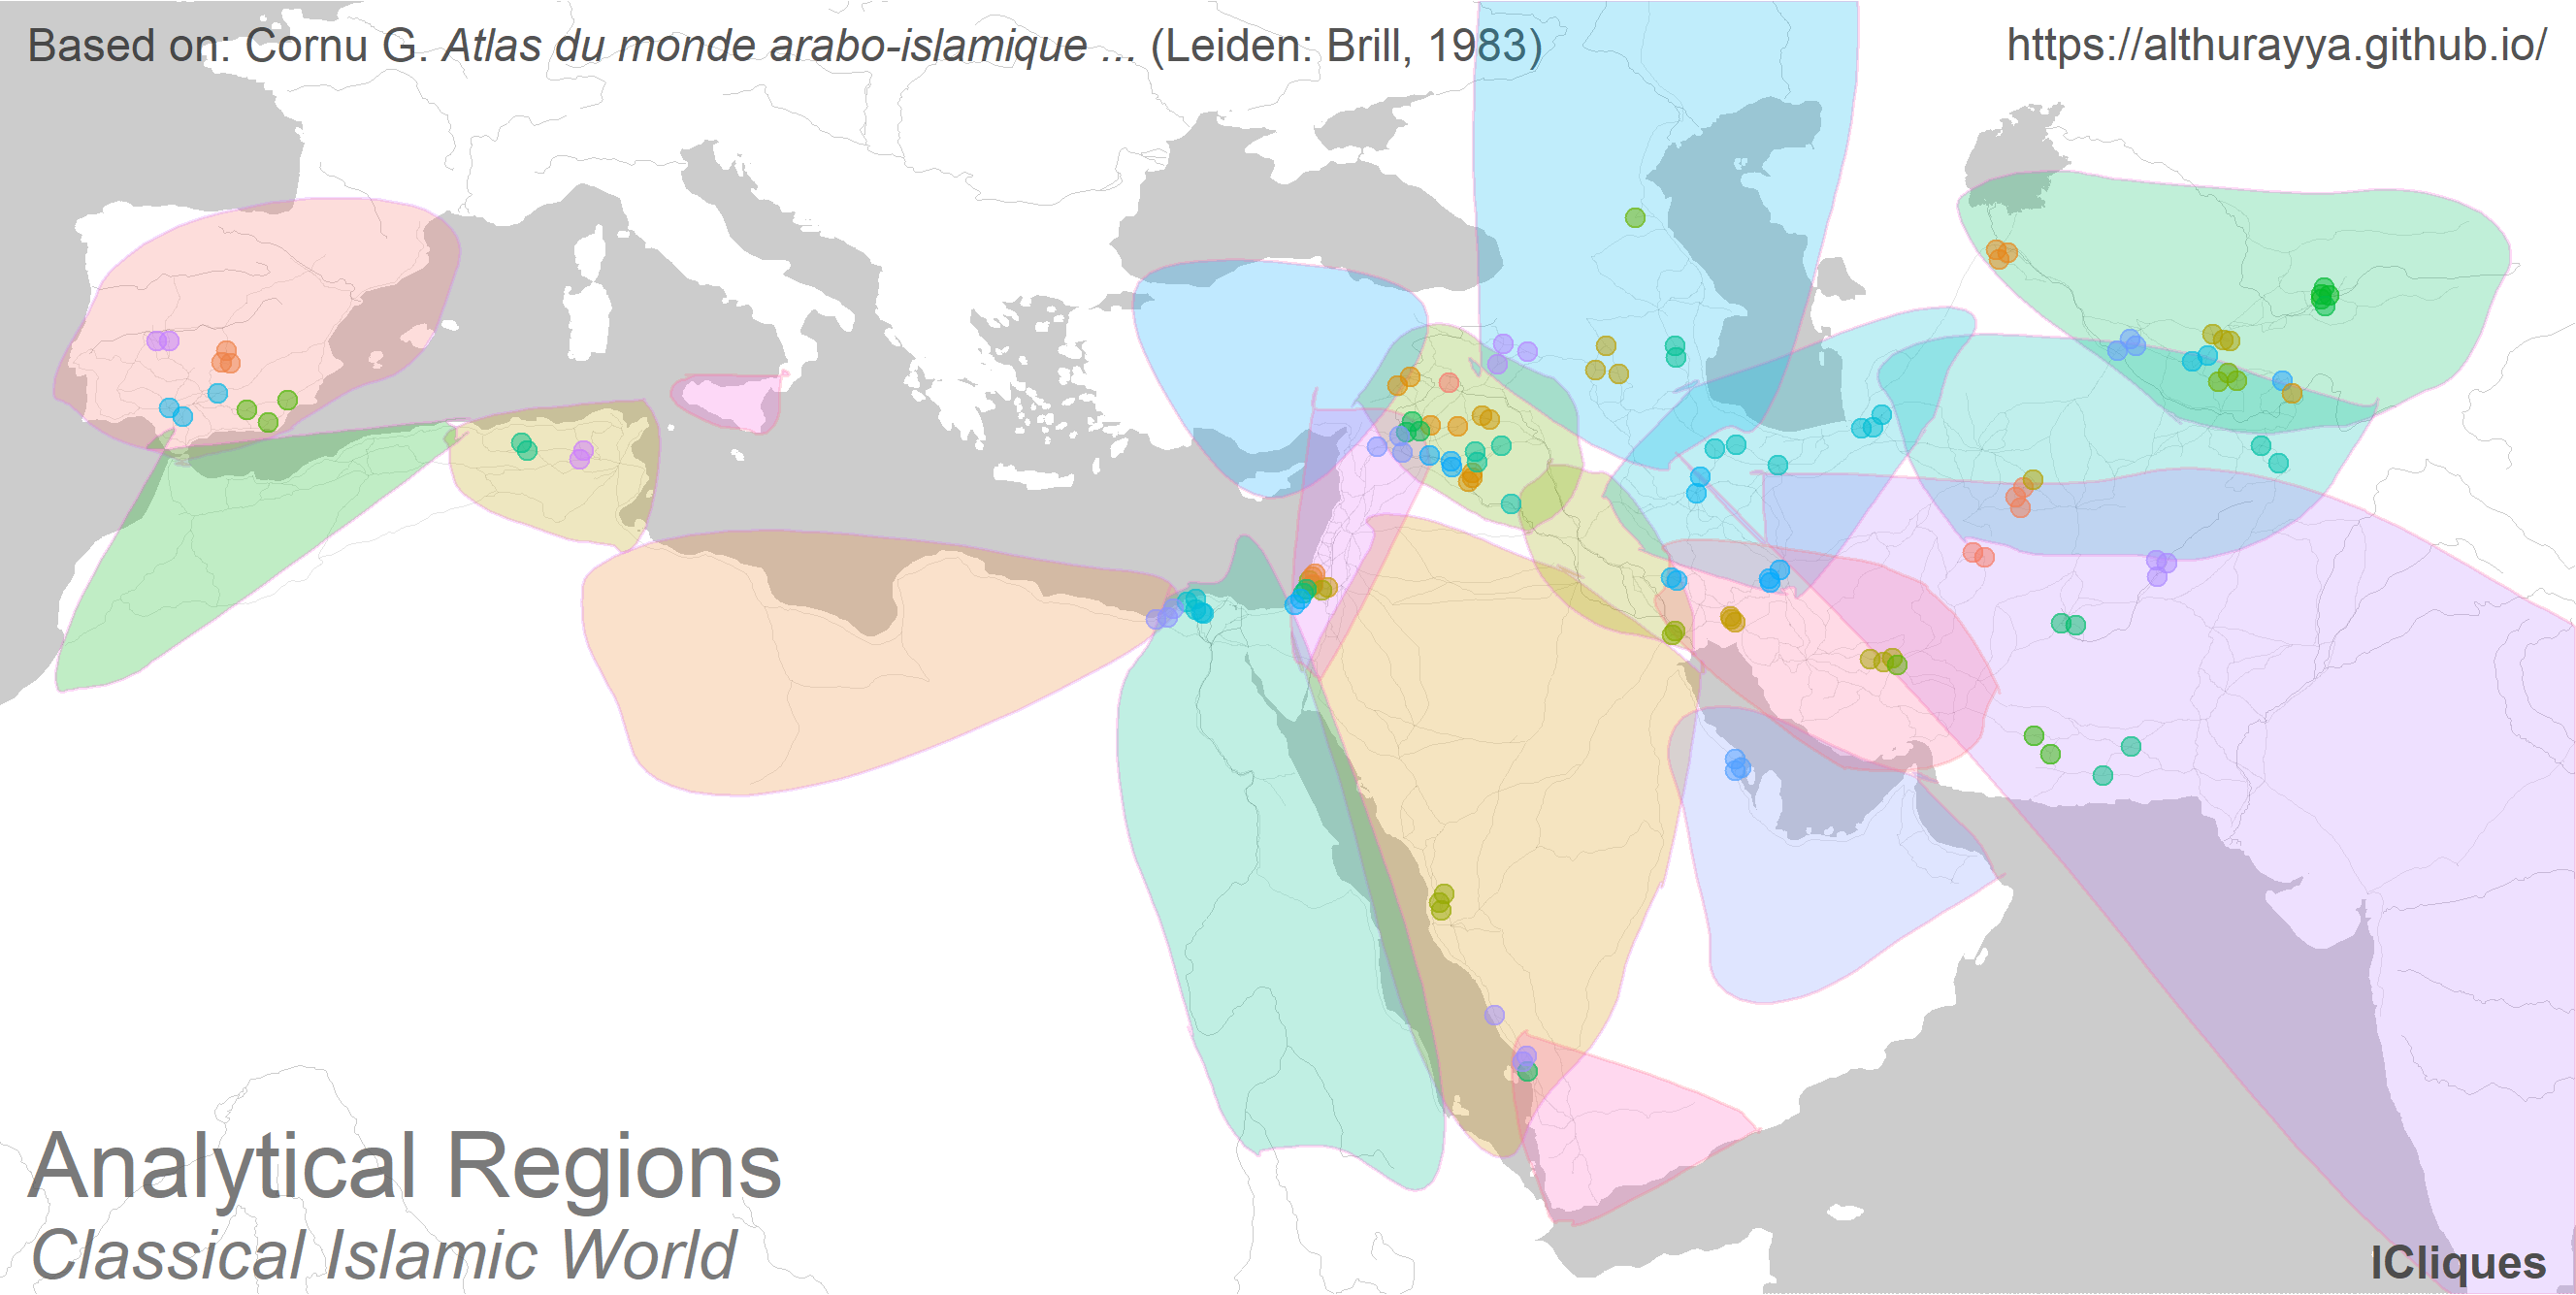 Based on: Cornu G. Atlas du monde arabo-islamique ... (Leiden: Brill, 1983)
https://althurayya.github.io/
Analytical Regions
Classical Islamic World
lCliques